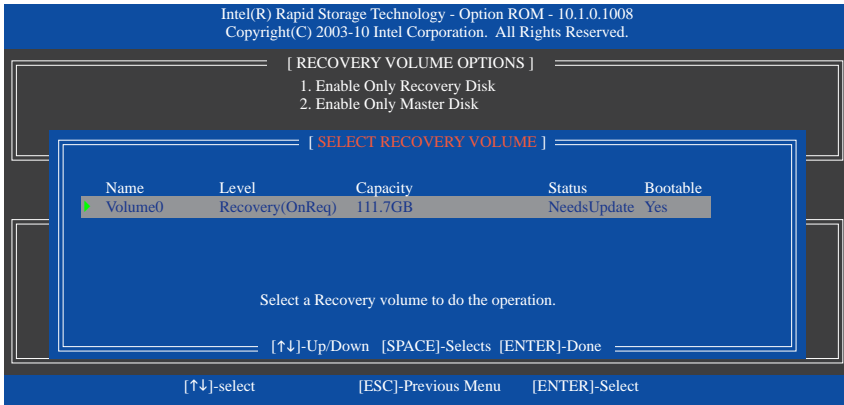 Intel(R) Rapid Storage Technology - Option ROM - 10.1.0.1008
Copyright(C) 2003-10 Intel Corporation.  All Rights Reserved.
[ RECOVERY VOLUME OPTIONS ]
1. Enable Only Recovery Disk
2. Enable Only Master Disk
[ SELECT RECOVERY VOLUME ]
Name Level Capacity Status Bootable
Volume0 Recovery(OnReq) 111.7GB NeedsUpdate Yes
Select a Recovery volume to do the operation.
[↑↓]-Up/Down [SPACE]-Selects [ENTER]-Done
[↑↓]-select [ESC]-Previous Menu [ENTER]-Select